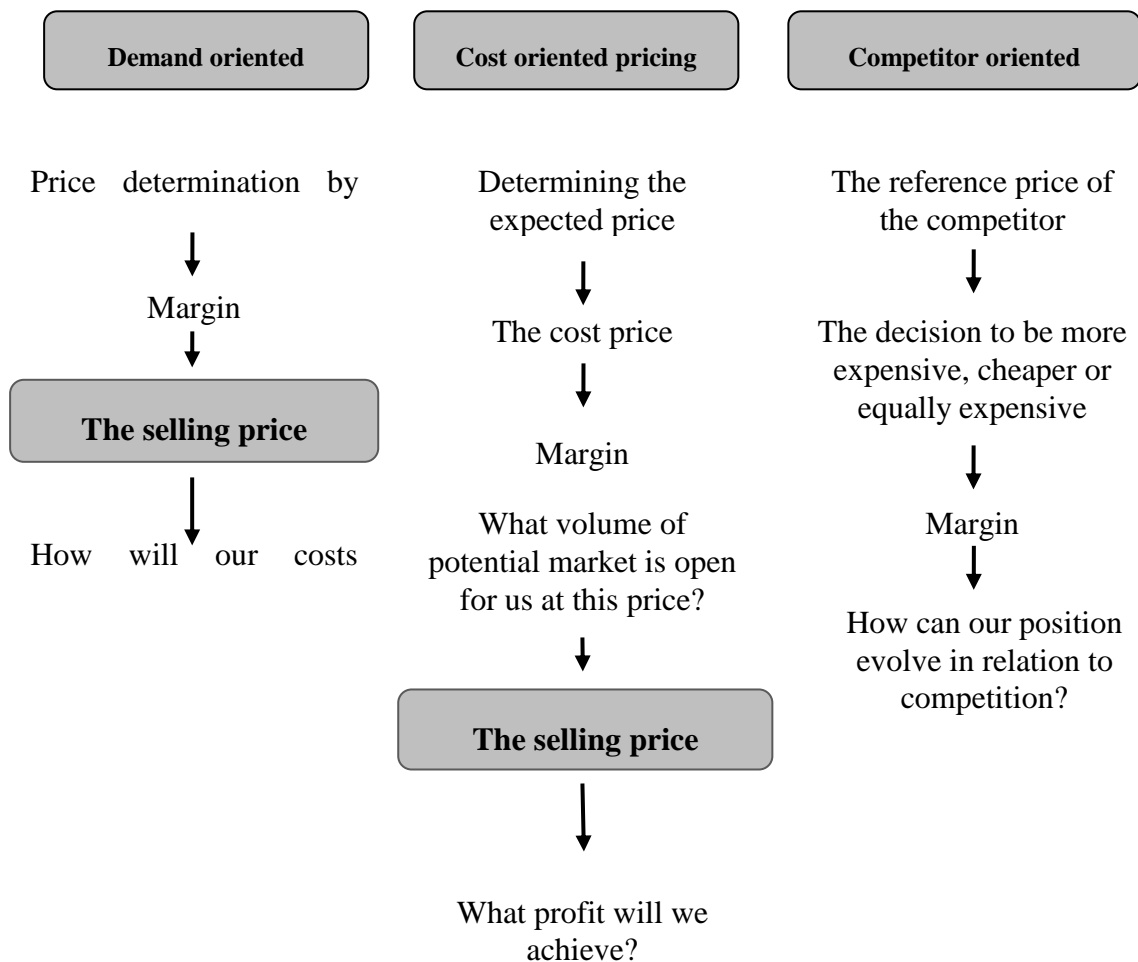 Demand oriented
Price determination by
Margin
The selling price
How will our costs
Cost oriented pricing
Determining the
expected price
The cost price
Margin
What volume of
potential market is open
for us at this price?
The selling price
What profit will we
achieve?
Competitor oriented
The reference price of
the competitor
The decision to be more
expensive, cheaper or
equally expensive
Margin
How can our position
evolve in relation to
competition?